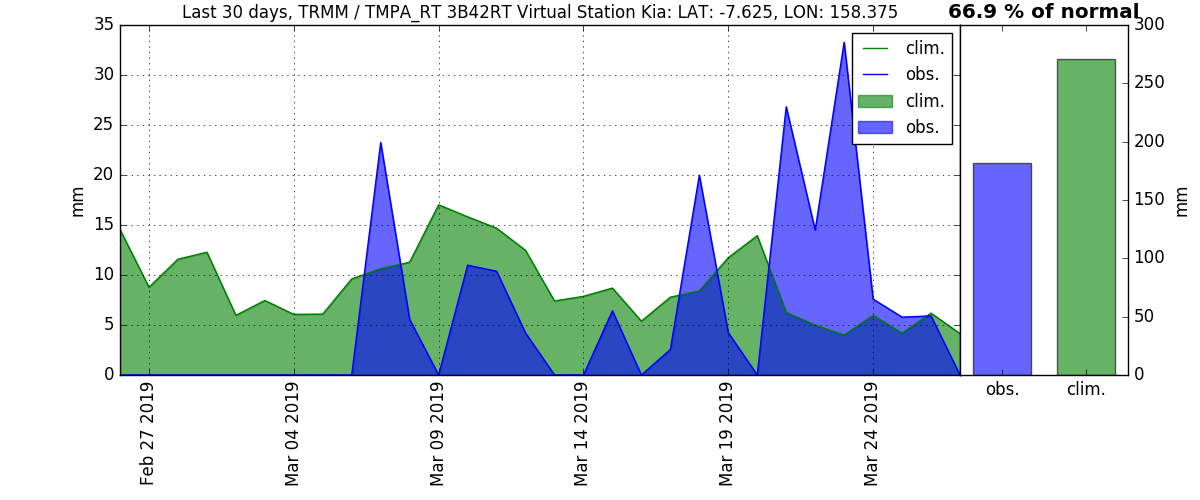 Last 30 days, TRMM / TMPA_RT 3B42RT Virtual Station Kia: LAT: -7.625, LON: 158.375
66.9 % of normal
clim.
obs.
clim.
obs.
mm
35
30
25
20
15
10
5
0
Feb 27 2019
Mar 04 2019
Mar 09 2019
Mar 14 2019
Mar 19 2019
Mar 24 2019
300
250
200
150
100
50
0
mm
obs.
clim.